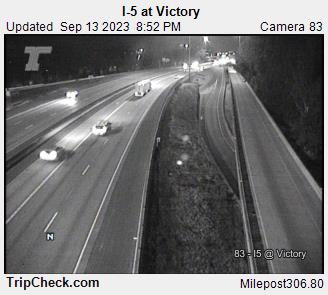 I-5 at Victory
Updated Sep 13 2023 8:52 PM Camera 83
T
N
83 - I5 @ Victory
TripCheck.com Milepost306.80